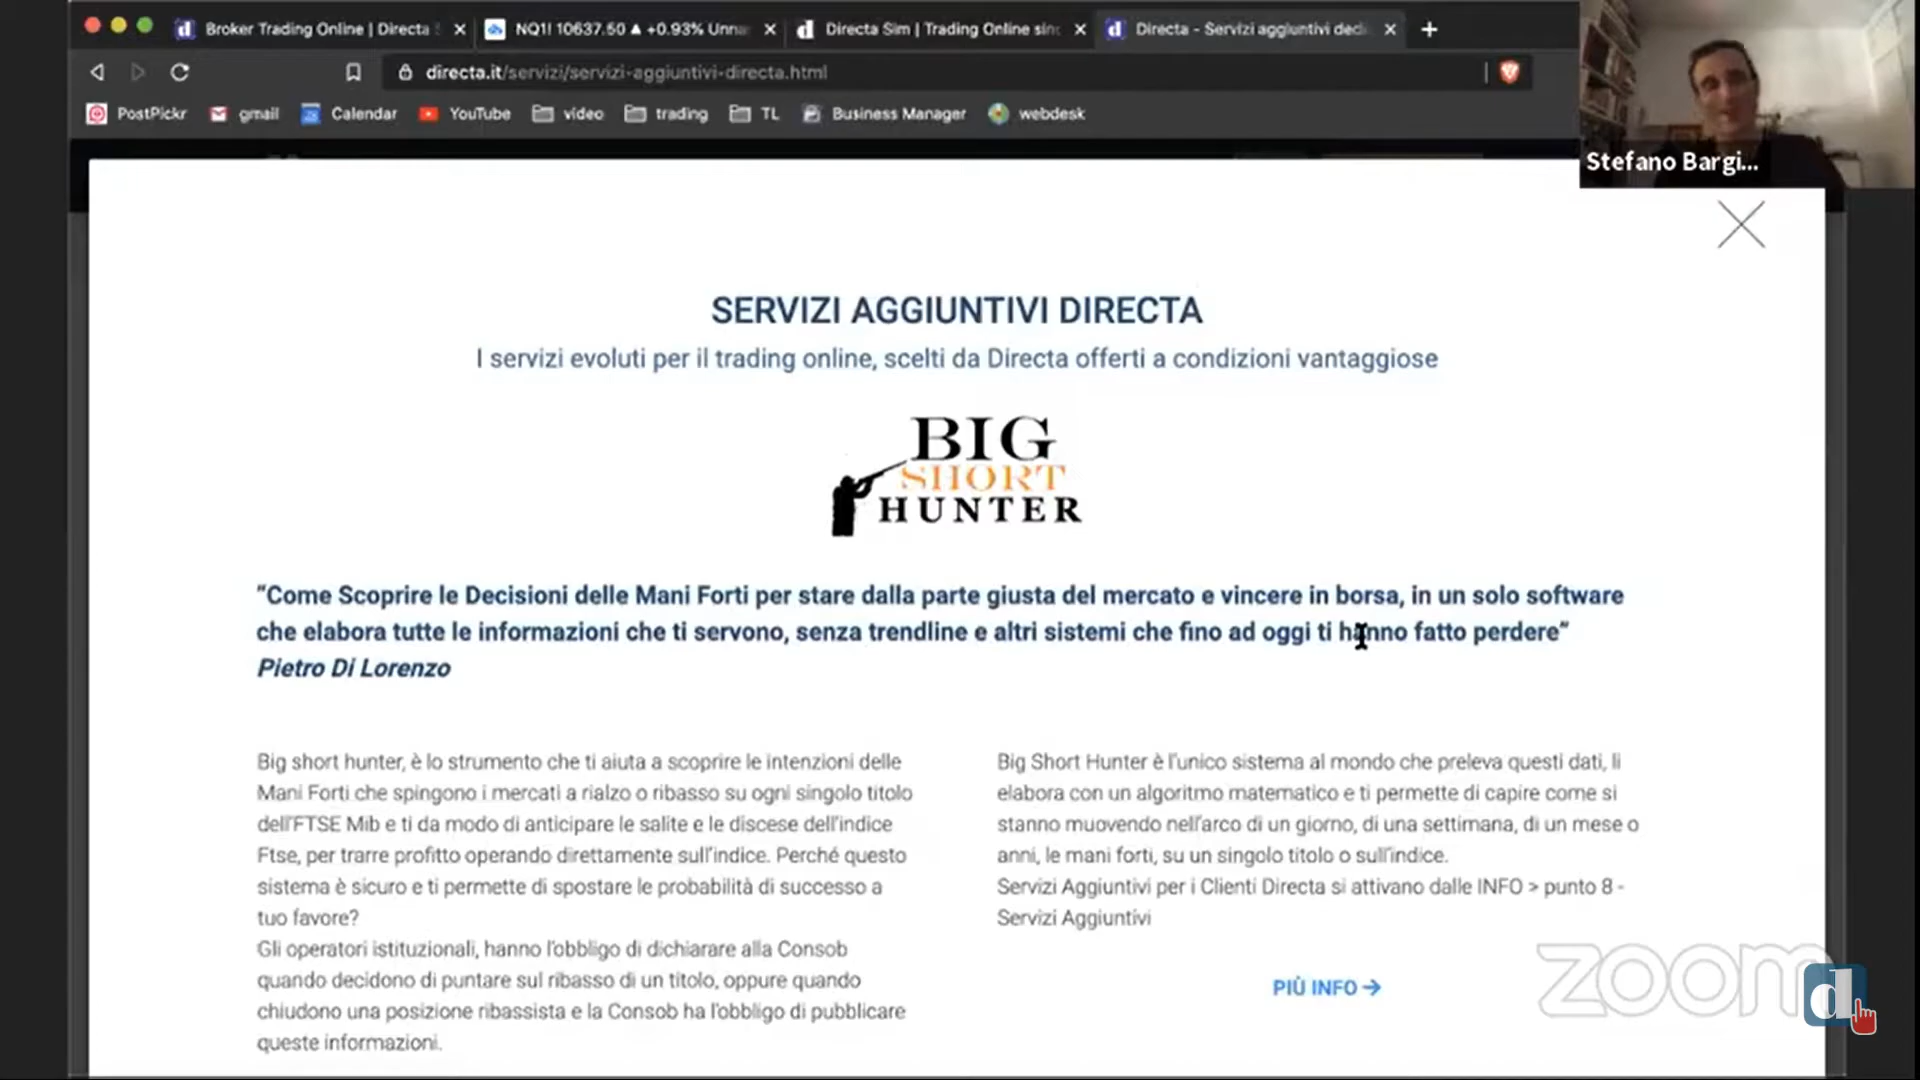 Broker Trading Online | Directa
NQ1! 10637.50 ▲ +0.93% Unna
Directa Sim | Trading Online sin
Directa - Servizi aggiuntivi dedi
directa.it/servizi/servizi-aggiuntivi-directa.html
PostPickr
gmail
Calendar
YouTube
video
trading
TL
Business Manager
webdesk
Stefano Bargi...
SERVIZI AGGIUNTIVI DIRECTA
I servizi evoluti per il trading online, scelti da Directa offerti a condizioni vantaggiose
BIG
SHORT
HUNTER
“Come Scoprire le Decisioni delle Mani Forti per stare dalla parte giusta del mercato e vincere in borsa, in un solo software
che elabora tutte le informazioni che ti servono, senza trendline e altri sistemi che fino ad oggi ti hanno fatto perdere”
Pietro Di Lorenzo
Big short hunter, è lo strumento che ti aiuta a scoprire le intenzioni delle
Mani Forti che spingono i mercati a rialzo o ribasso su ogni singolo titolo
dell'FTSE Mib e ti da modo di anticipare le salite e le discese dell'indice
Ftse, per trarre profitto operando direttamente sull'indice. Perché questo
sistema è sicuro e ti permette di spostare le probabilità di successo a
tuo favore?
Gli operatori istituzionali, hanno l'obbligo di dichiarare alla Consob
quando decidono di puntare sul ribasso di un titolo, oppure quando
chiudono una posizione ribassista e la Consob ha l'obbligo di pubblicare
queste informazioni.
Big Short Hunter è l'unico sistema al mondo che preleva questi dati, li
elabora con un algoritmo matematico e ti permette di capire come si
stanno muovendo nell'arco di un giorno, di una settimana, di un mese o
anni, le mani forti, su un singolo titolo o sull'indice.
Servizi Aggiuntivi per i Clienti Directa si attivano dalle INFO > punto 8 -
Servizi Aggiuntivi
PIÙ INFO →
zoom
d